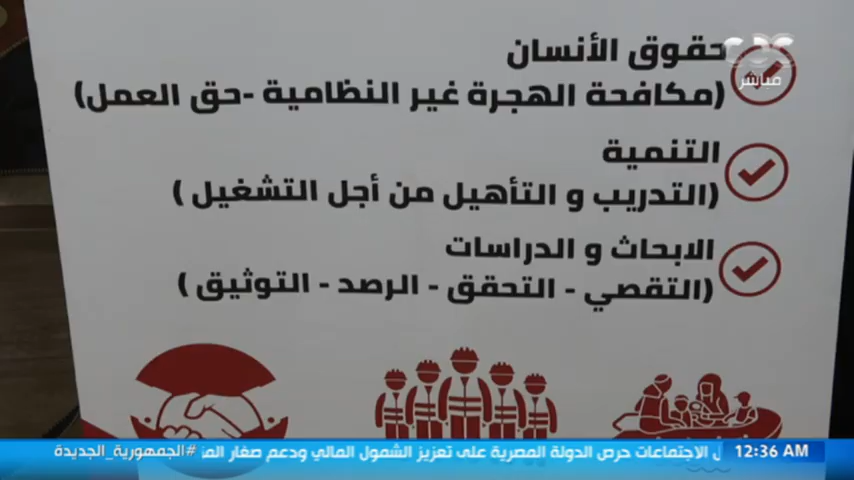 حقوق الأنسان
(مكافحة الهجرة غير النظامية -حق العمل)
التنمية
(التدريب و التأهيل من أجل التشغيل )
الابحاث و الدراسات
(التقصي - التحقق - الرصد - التوثيق )
cbc
مباشر
12:36 AM
الاجتماعات حرص الدولة المصرية على تعزيز الشمول المالي ودعم صغار
#الجمهورية_الجديدة